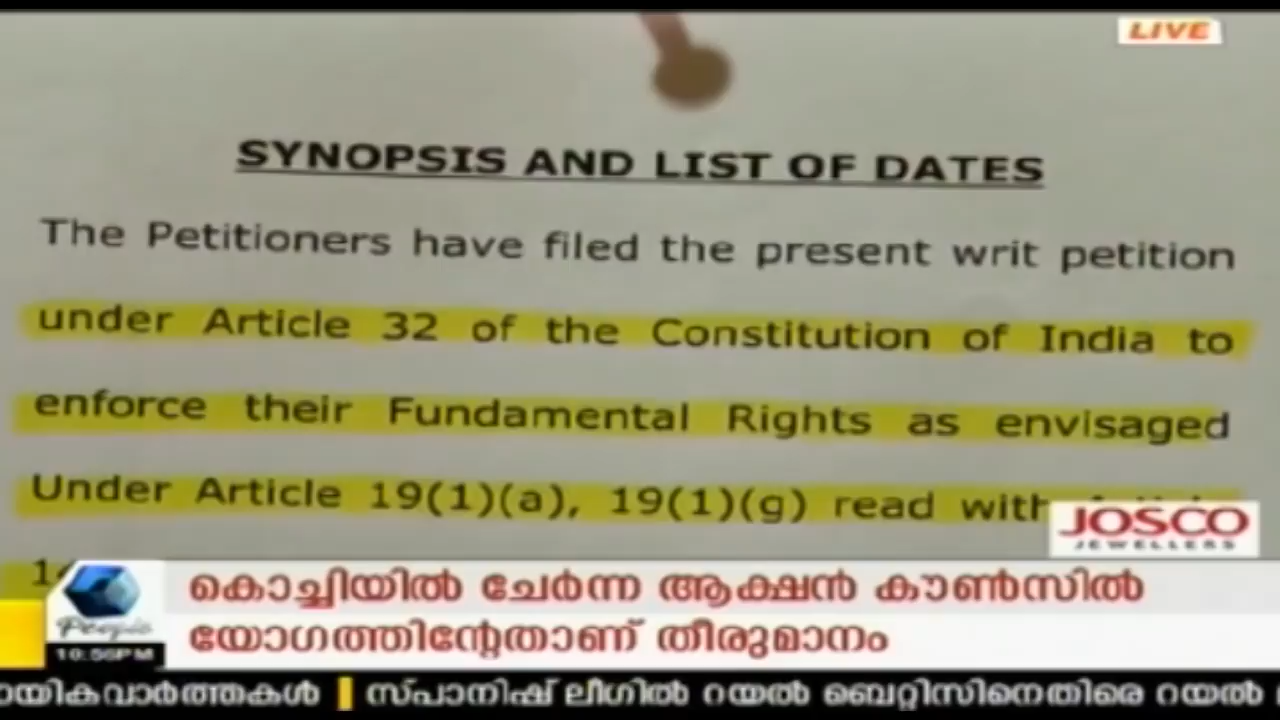 LIVE
SYNOPSIS AND LIST OF DATES
The Petitioners have filed the present writ petition
under Article 32 of the Constitution of India to
enforce their Fundamental Rights as envisaged
Under Article 19(1)(a), 19(1)(g) read with
JOSCO
JEWELLERS
കൊച്ചിയിൽ ചേർന്ന ആക്ഷൻ കൗൺസിൽ
യോഗത്തിന്റേതാണ് തീരുമാനം
People
10:56PM
സ്പാനിഷ് ലീഗിൽ റയൽ ബെറ്റിസിനെതിരെ റയൽ